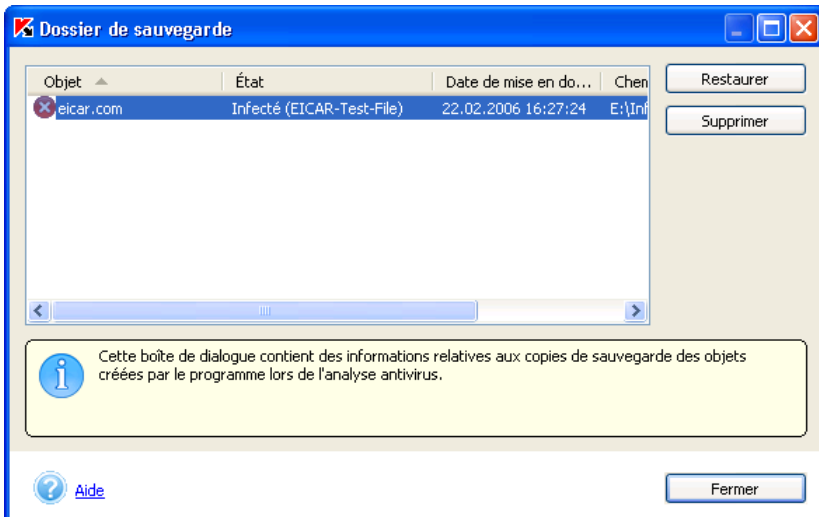 Dossier de sauvegarde
Objet État Date de mise en do... Chen
eicar.com Infecté (EICAR-Test-File) 22.02.2006 16:27:24 E:\Inf
Restaurer
Supprimer
Cette boîte de dialogue contient des informations relatives aux copies de sauvegarde des objets
créées par le programme lors de l'analyse antivirus.
Aide
Fermer